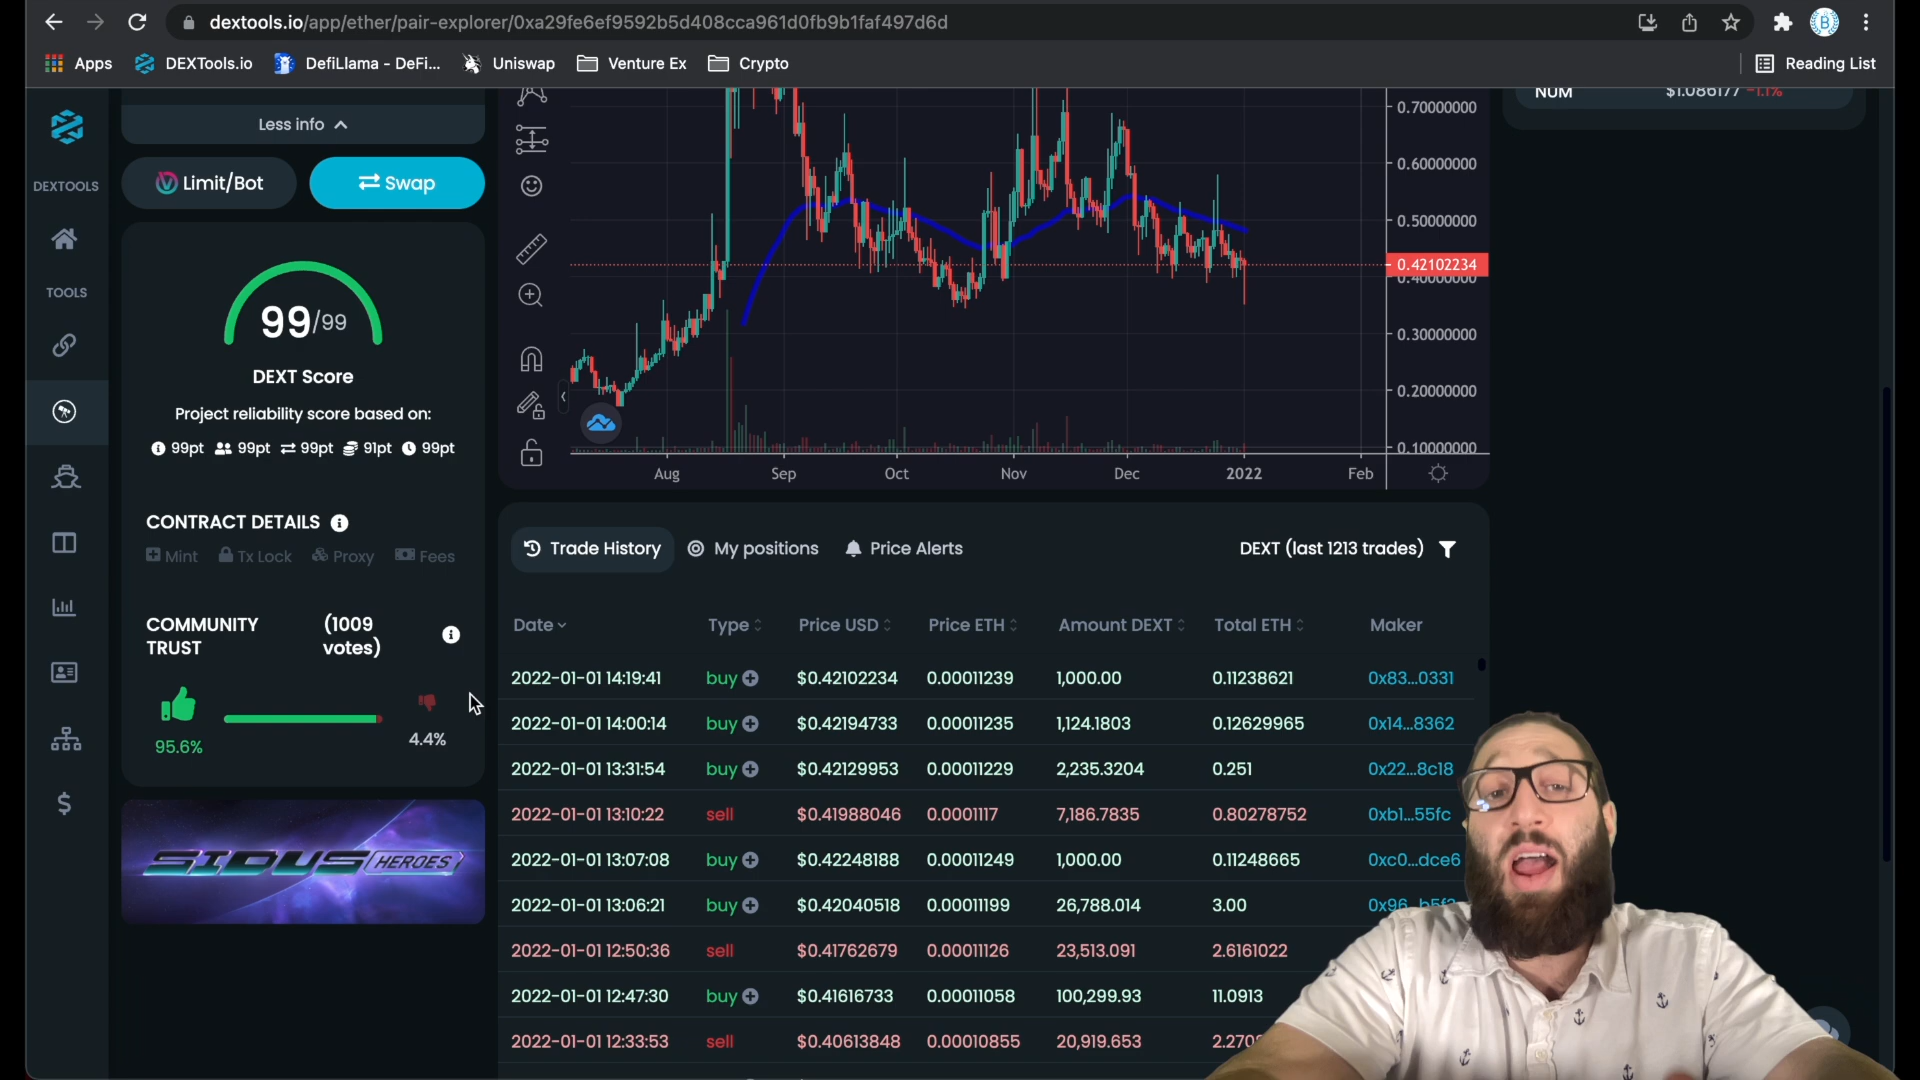 dextools.io/app/ether/pair-explorer/0xa29fe6ef9592b5d408cca961d0fb9b1faf497d6d
Apps DEXTools.io DefiLlama - DeFi... Uniswap Venture Ex Crypto Reading List
NUM $1.086177 -1.1%
DEXTOOLS
TOOLS
Less info
Limit/Bot Swap
99/99
DEXT Score
Project reliability score based on:
99pt 99pt 99pt 91pt 99pt
CONTRACT DETAILS
Mint Tx Lock Proxy Fees
COMMUNITY TRUST (1009 votes)
95.6% 4.4%
SIDUS HEROES
0.70000000
0.60000000
0.50000000
0.42102234
0.40000000
0.30000000
0.20000000
0.10000000
Aug Sep Oct Nov Dec 2022 Feb
Trade History My positions Price Alerts DEXT (last 1213 trades)
Date Type Price USD Price ETH Amount DEXT Total ETH Maker
2022-01-01 14:19:41 buy $0.42102234 0.00011239 1,000.00 0.11238621 0x83...0331
2022-01-01 14:00:14 buy $0.42194733 0.00011235 1,124.1803 0.12629965 0x14...8362
2022-01-01 13:31:54 buy $0.42129953 0.00011229 2,235.3204 0.251 0x22...8c18
2022-01-01 13:10:22 sell $0.41988046 0.0001117 7,186.7835 0.80278752 0xb1...55fc
2022-01-01 13:07:08 buy $0.42248188 0.00011249 1,000.00 0.11248665 0xc0...dce6
2022-01-01 13:06:21 buy $0.42040518 0.00011199 26,788.014 3.00
2022-01-01 12:50:36 sell $0.41762679 0.00011126 23,513.091 2.6161022
2022-01-01 12:47:30 buy $0.41616733 0.00011058 100,299.93 11.0913
2022-01-01 12:33:53 sell $0.40613848 0.00010855 20,919.653